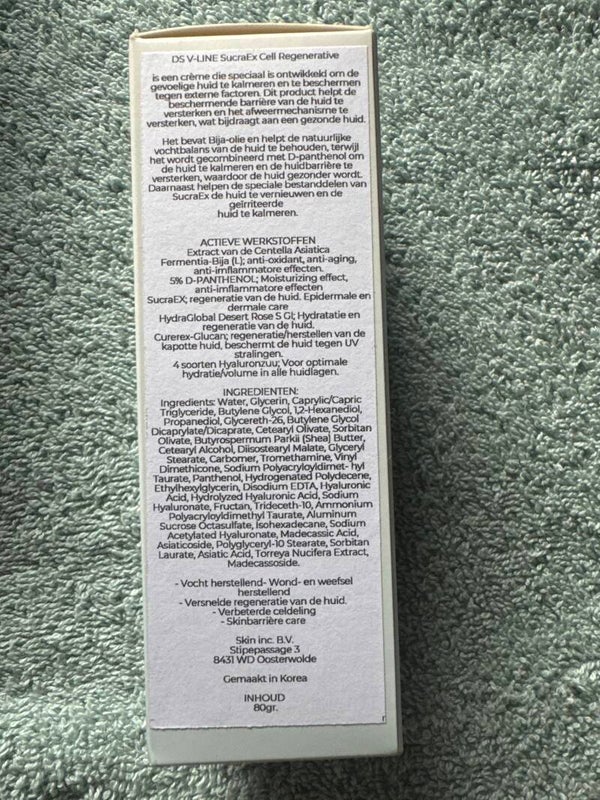 DS V-LINE SucraEx Cell Regenerative
is een crème die speciaal is ontwikkeld om de
gevoelige huid te kalmeren en te beschermen
tegen externe factoren. Dit product helpt de
beschermende barrière van de huid te
versterken en het afweermechanisme te
versterken, wat bijdraagt aan een gezonde huid.
Het bevat Bija-olie en helpt de natuurlijke
vochtbalans van de huid te behouden, terwijl
het wordt gecombineerd met D-panthenol om
de huid te kalmeren en de huidbarrière te
versterken, waardoor de huid gezonder wordt.
Daarnaast helpen de speciale bestanddelen van
SucraEx de huid te vernieuwen en de
geïrriteerde
huid te kalmeren.
ACTIEVE WERKSTOFFEN
Extract van de Centella Asiatica
Fermentia-Bija (L); anti-oxidant, anti-aging,
anti-imflammatore effecten.
5% D-PANTHENOL; Moisturizing effect,
anti-imflammatore effecten
SucraEX; regeneratie van de huid. Epidermale en
dermale care
HydraGlobal Desert Rose S GI; Hydratatie en
regeneratie van de huid.
Curerex-Glucan; regeneratie/herstellen van de
kapotte huid, beschermt de huid tegen UV
stralingen.
4 soorten Hyaluronzuu; Voor optimale
hydratie/volume in alle huidlagen.
INGREDIENTEN:
Ingredients: Water, Glycerin, Caprylic/Capric
Triglyceride, Butylene Glycol, 1,2-Hexanediol,
Propanediol, Glycereth-26, Butylene Glycol
Dicaprylate/Dicaprate, Cetearyl Olivate, Sorbitan
Olivate, Butyrospermum Parkii (Shea) Butter,
Cetearyl Alcohol, Diisostearyl Malate, Glyceryl
Stearate, Carbomer, Tromethamine, Vinyl
Dimethicone, Sodium Polyacryloyldimet- hyl
Taurate, Panthenol, Hydrogenated Polydecene,
Ethylhexylglycerin, Disodium EDTA, Hyaluronic
Acid, Hydrolyzed Hyaluronic Acid, Sodium
Hyaluronate, Fructan, Trideceth-10, Ammonium
Polyacryloyldimethyl Taurate, Aluminum
Sucrose Octasulfate, Isohexadecane, Sodium
Acetylated Hyaluronate, Madecassic Acid,
Asiaticoside, Polyglyceryl-10 Stearate, Sorbitan
Laurate, Asiatic Acid, Torreya Nucifera Extract,
Madecassoside.
- Vocht herstellend- Wond- en weefsel
herstellend
- Versnelde regeneratie van de huid.
- Verbeterde celdeling
- Skinbarrière care
Skin inc. B.V.
Stipepassage 3
8431 WD Oosterwolde
Gemaakt in Korea
INHOUD
80gr.